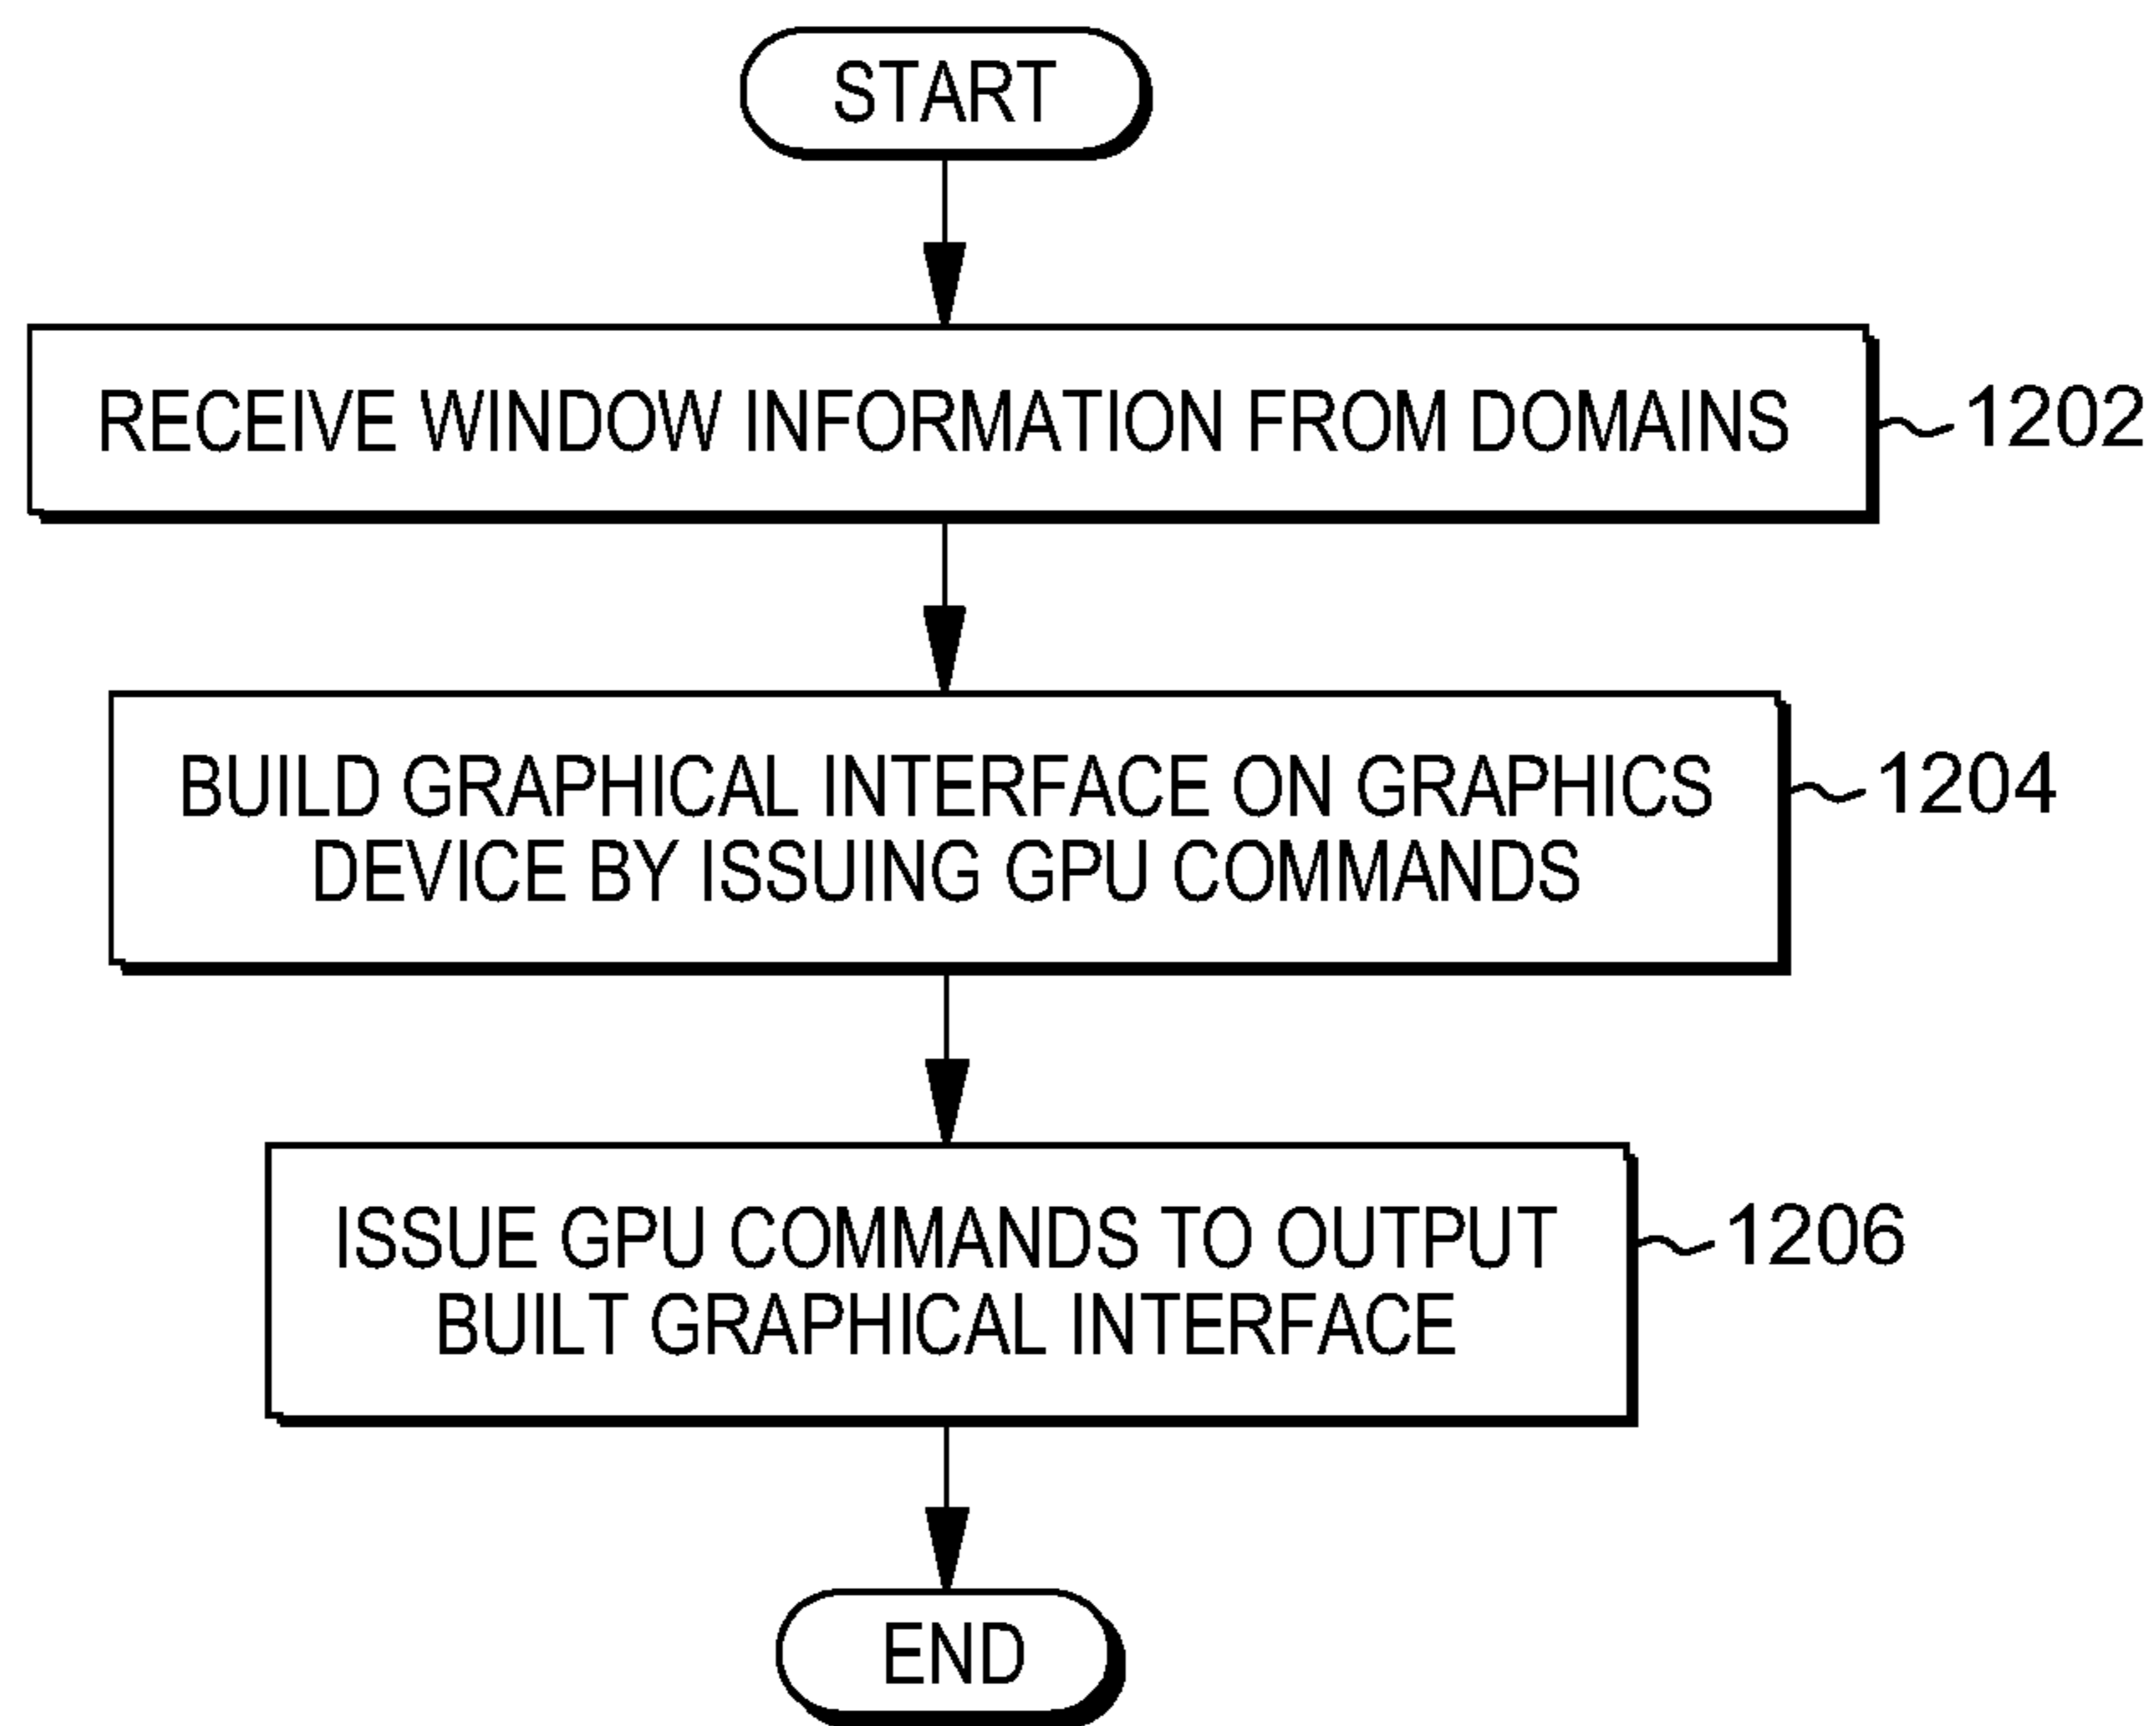 START
RECEIVE WINDOW INFORMATION FROM DOMAINS
1202
BUILD GRAPHICAL INTERFACE ON GRAPHICS
DEVICE BY ISSUING GPU COMMANDS
1204
ISSUE GPU COMMANDS TO OUTPUT
BUILT GRAPHICAL INTERFACE
1206
END